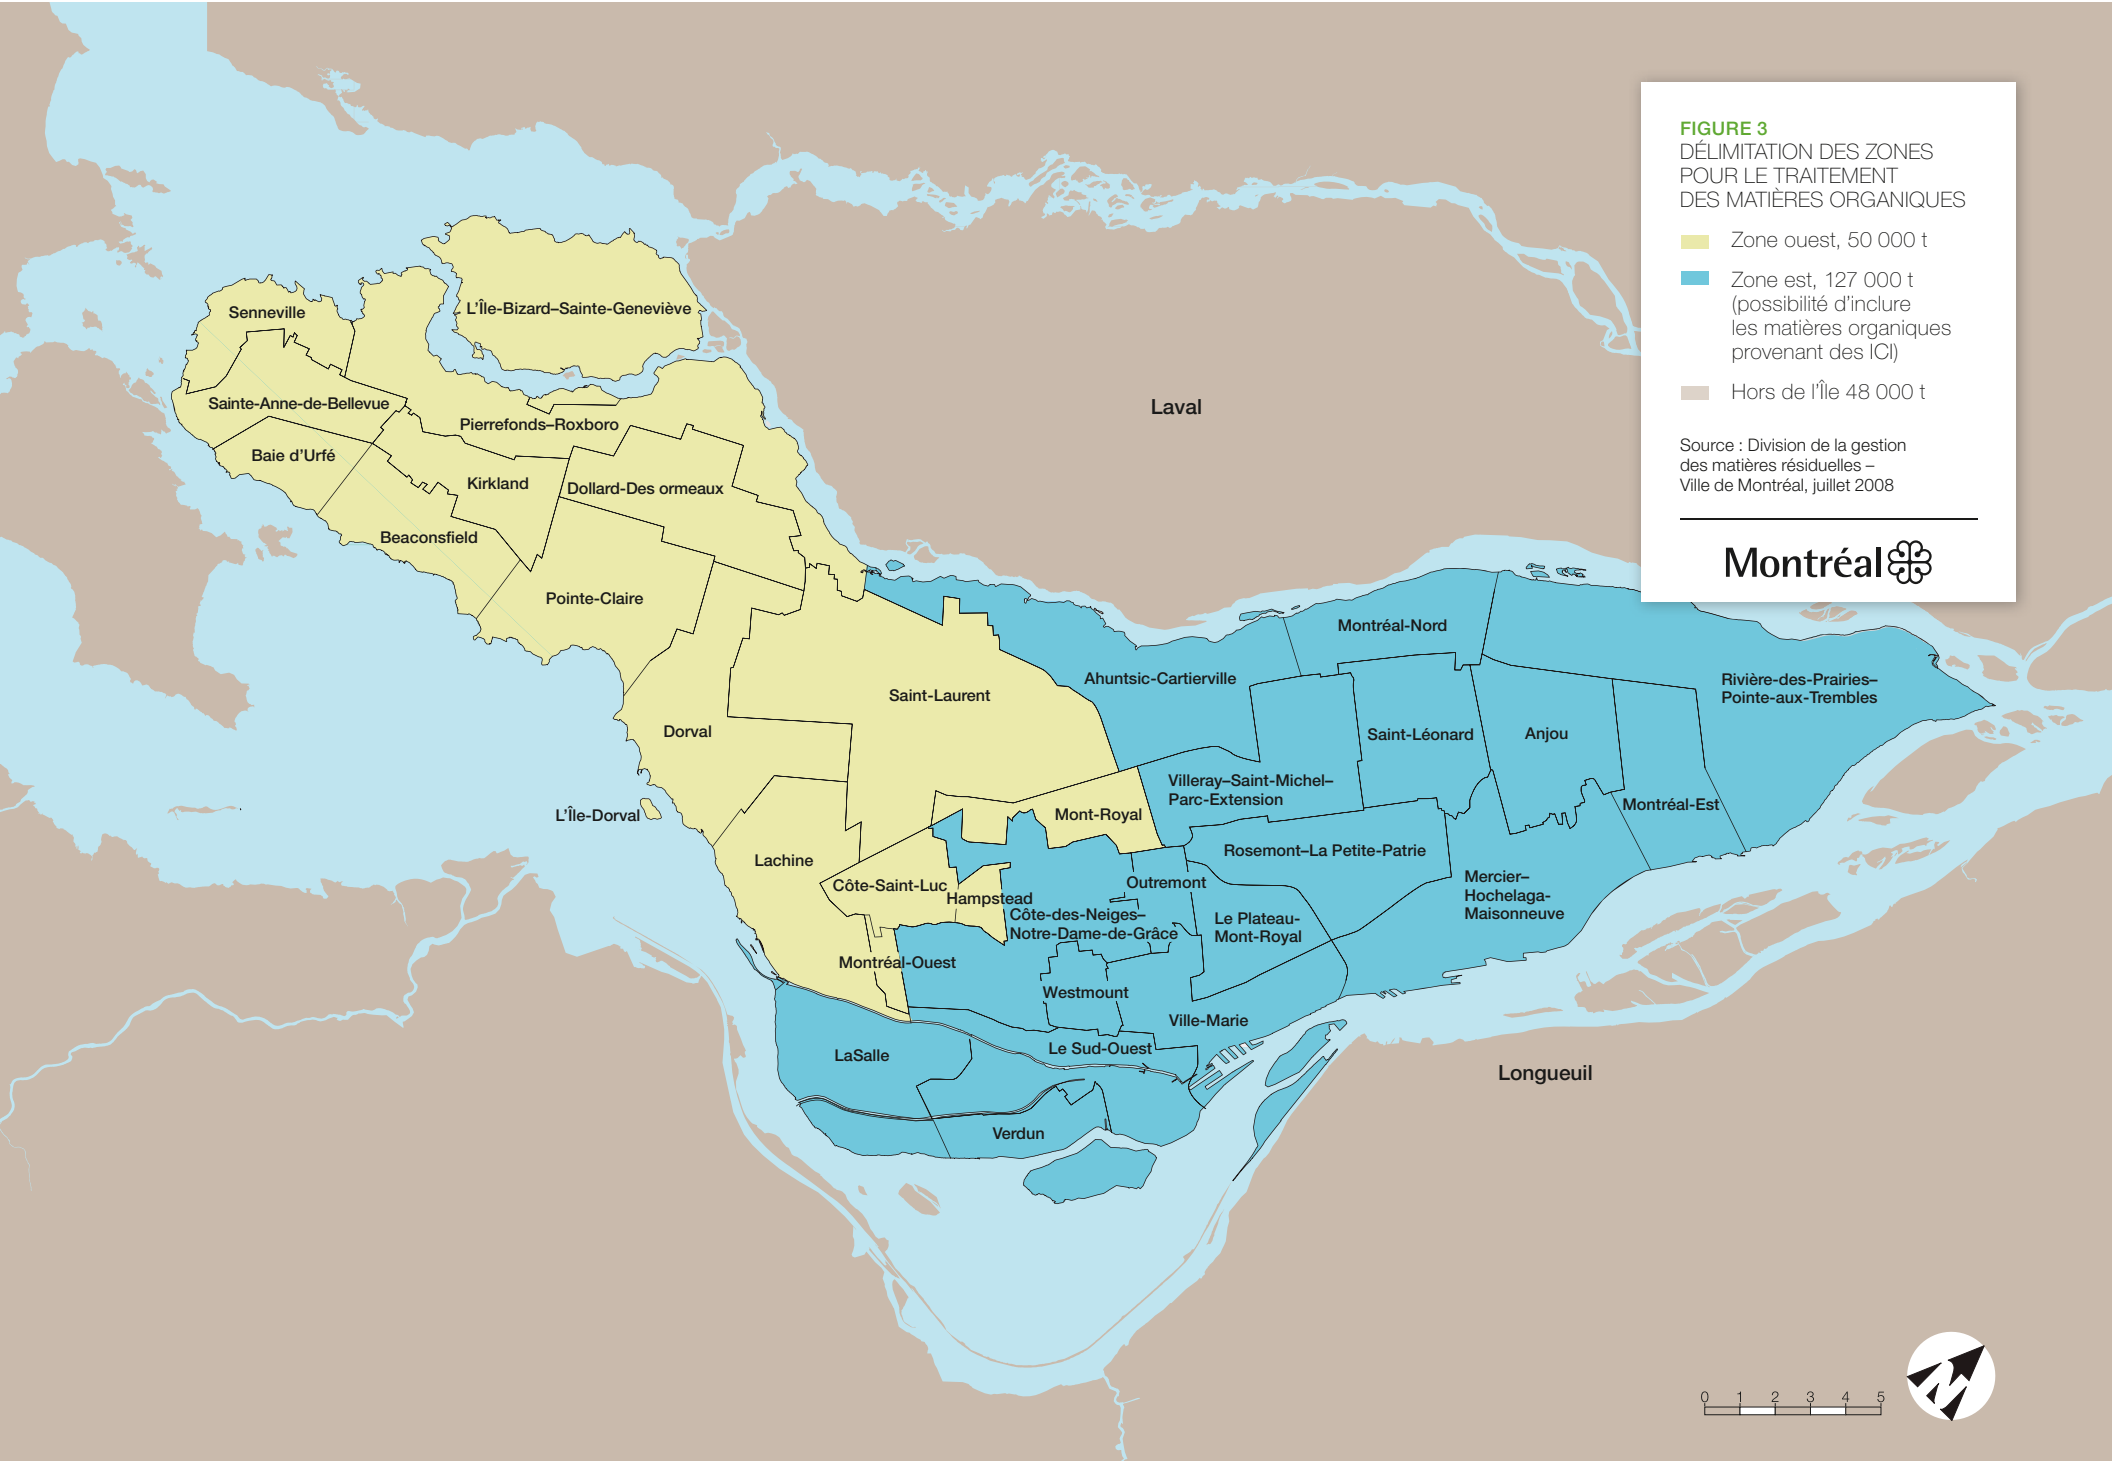 FIGURE 3
DÉLIMITATION DES ZONES
POUR LE TRAITEMENT
DES MATIÈRES ORGANIQUES
Zone ouest, 50 000 t
Zone est, 127 000 t
(possibilité d'inclure
les matières organiques
provenant des ICI)
Hors de l'Île 48 000 t
Source : Division de la gestion
des matières résiduelles –
Ville de Montréal, juillet 2008
Montréal
L'Île-Bizard–Sainte-Geneviève
Senneville
Sainte-Anne-de-Bellevue
Pierrefonds–Roxboro
Baie d'Urfé
Kirkland
Dollard-Des ormeaux
Beaconsfield
Pointe-Claire
Laval
Montréal-Nord
Ahuntsic-Cartierville
Rivière-des-Prairies–
Pointe-aux-Trembles
Saint-Laurent
Dorval
Saint-Léonard
Anjou
Villeray–Saint-Michel–
Parc-Extension
Montréal-Est
L'Île-Dorval
Mont-Royal
Rosemont–La Petite-Patrie
Lachine
Côte-Saint-Luc
Hampstead
Outremont
Mercier–
Hochelaga-
Maisonneuve
Côte-des-Neiges–
Notre-Dame-de-Grâce
Le Plateau-
Mont-Royal
Montréal-Ouest
Westmount
Ville-Marie
LaSalle
Le Sud-Ouest
Longueuil
Verdun
0 1 2 3 4 5